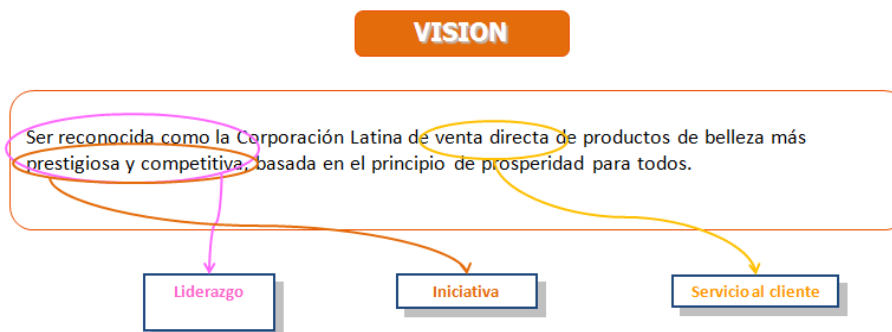 VISION
Ser reconocida como la Corporación Latina de venta directa de productos de belleza más
prestigiosa y competitiva, basada en el principio de prosperidad para todos.
Liderazgo
Iniciativa
Servicio al cliente